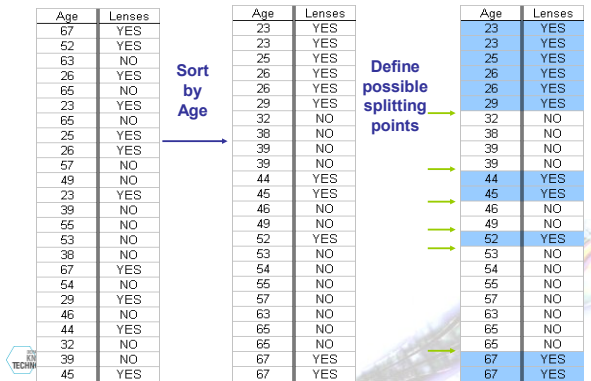 Age Lenses
67 YES
52 YES
63 NO
26 YES
65 NO
23 YES
65 NO
25 YES
26 YES
57 NO
49 NO
23 YES
39 NO
55 NO
53 NO
38 NO
67 YES
54 NO
29 YES
46 NO
44 YES
32 NO
39 NO
45 YES
Sort
by
Age
Age Lenses
23 YES
23 YES
25 YES
26 YES
26 YES
29 YES
32 NO
38 NO
39 NO
39 NO
44 YES
45 YES
46 NO
49 NO
52 YES
53 NO
54 NO
55 NO
57 NO
63 NO
65 NO
65 NO
67 YES
67 YES
Define
possible
splitting
points
Age Lenses
23 YES
23 YES
25 YES
26 YES
26 YES
29 YES
32 NO
38 NO
39 NO
39 NO
44 YES
45 YES
46 NO
49 NO
52 YES
53 NO
54 NO
55 NO
57 NO
63 NO
65 NO
65 NO
67 YES
67 YES
KN
TECHN